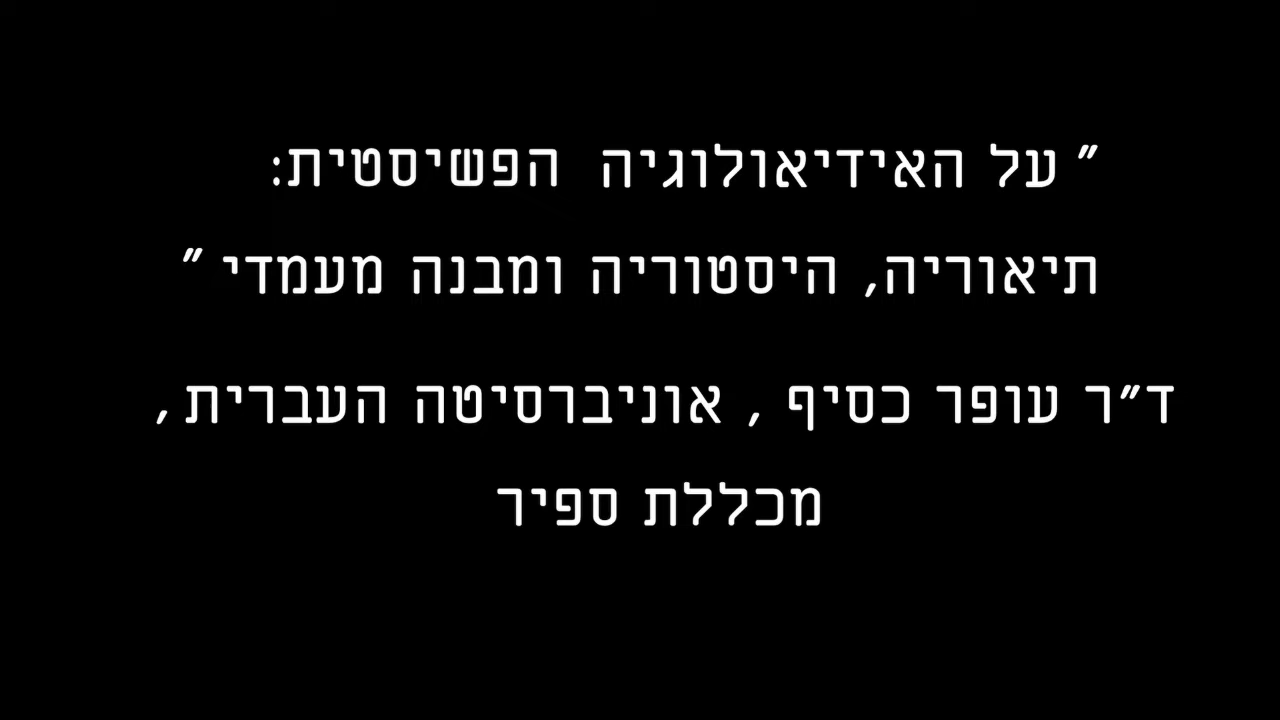 " על האידיאולוגיה הפשיסטית:
תיאוריה, היסטוריה ומבנה מעמדי "
ד"ר עופר כסיף , אוניברסיטה העברית,
מכללת ספיר